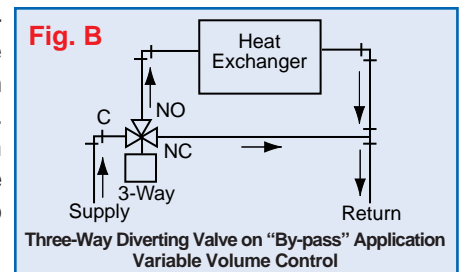 Fig. B
Heat
Exchanger
C
NO
NC
3-Way
Supply
Return
Three-Way Diverting Valve on “By-pass” Application
Variable Volume Control